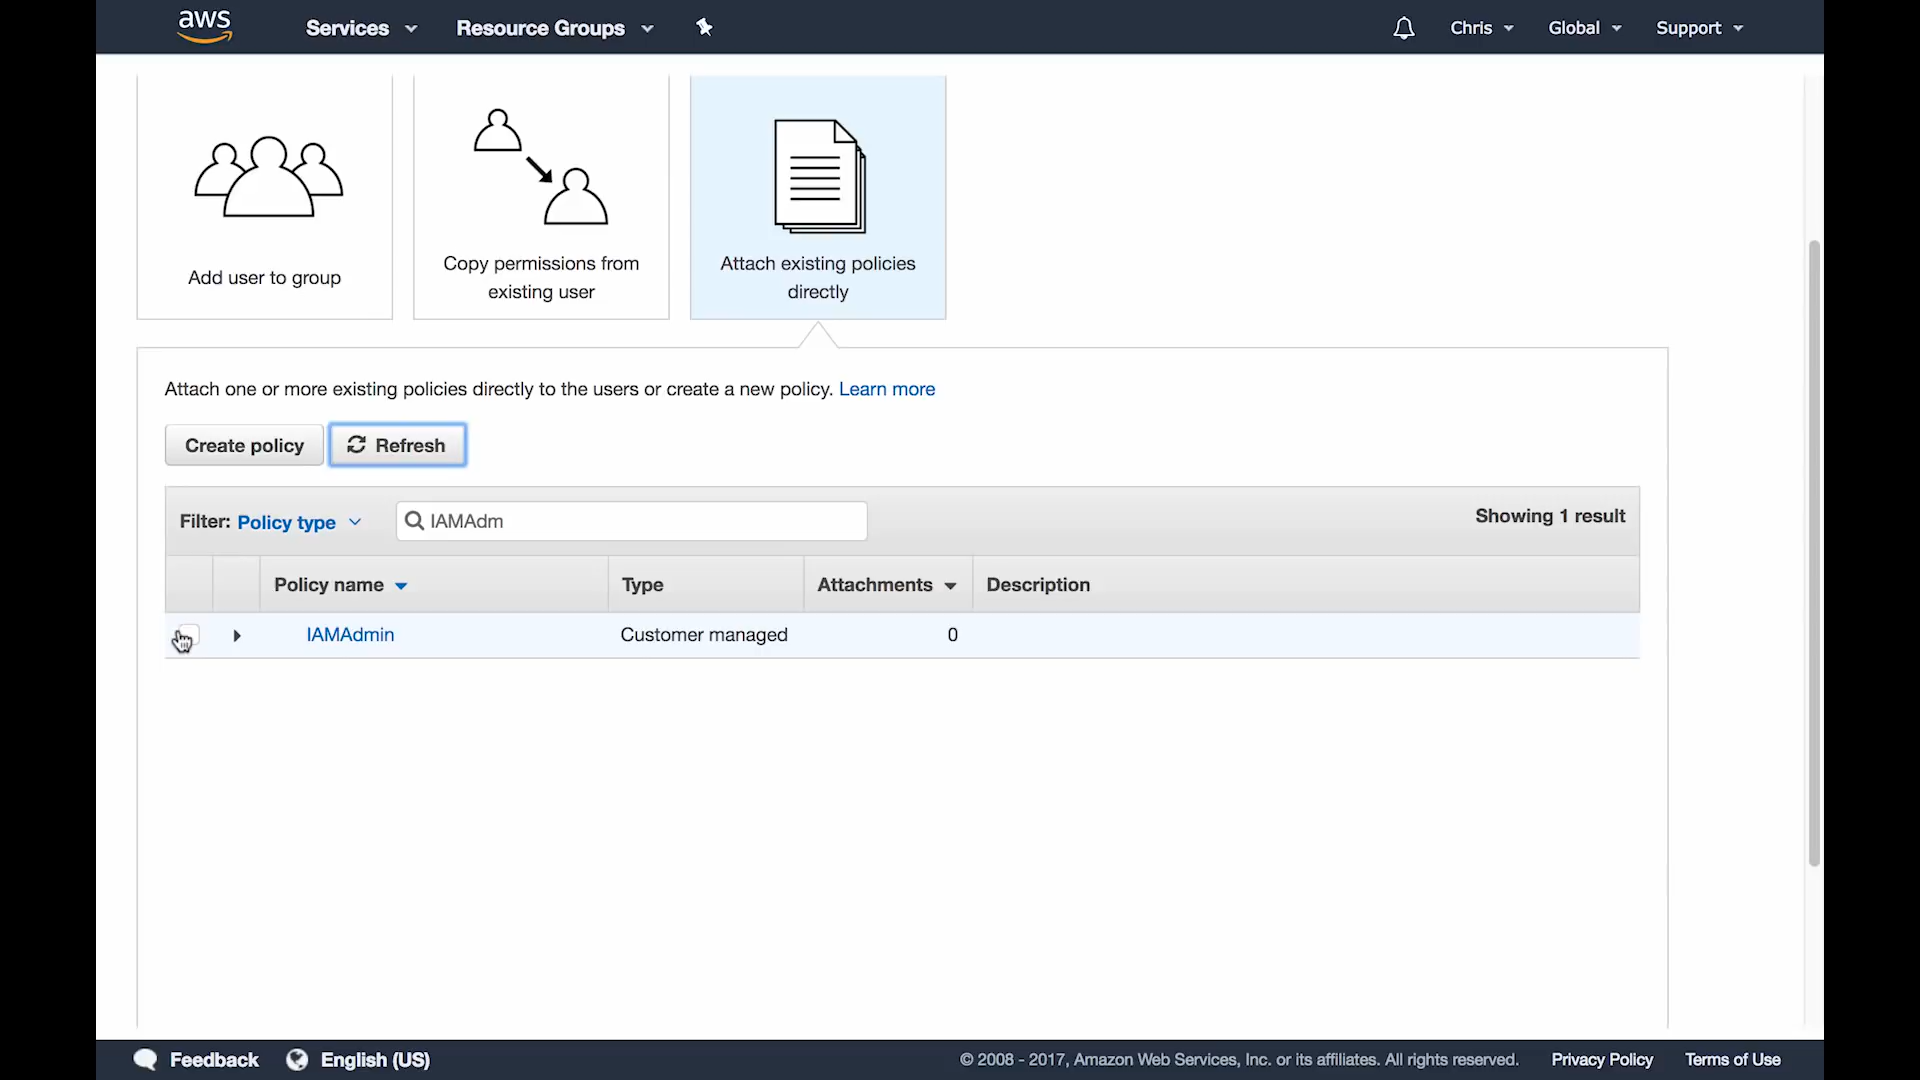 aws Services Resource Groups Chris Global Support
Add user to group
Copy permissions from
existing user
Attach existing policies
directly
Attach one or more existing policies directly to the users or create a new policy. Learn more
Create policy Refresh
Filter: Policy type IAMAdm Showing 1 result
Policy name Type Attachments Description
IAMAdmin Customer managed 0
Feedback English (US) © 2008 - 2017, Amazon Web Services, Inc. or its affiliates. All rights reserved. Privacy Policy Terms of Use